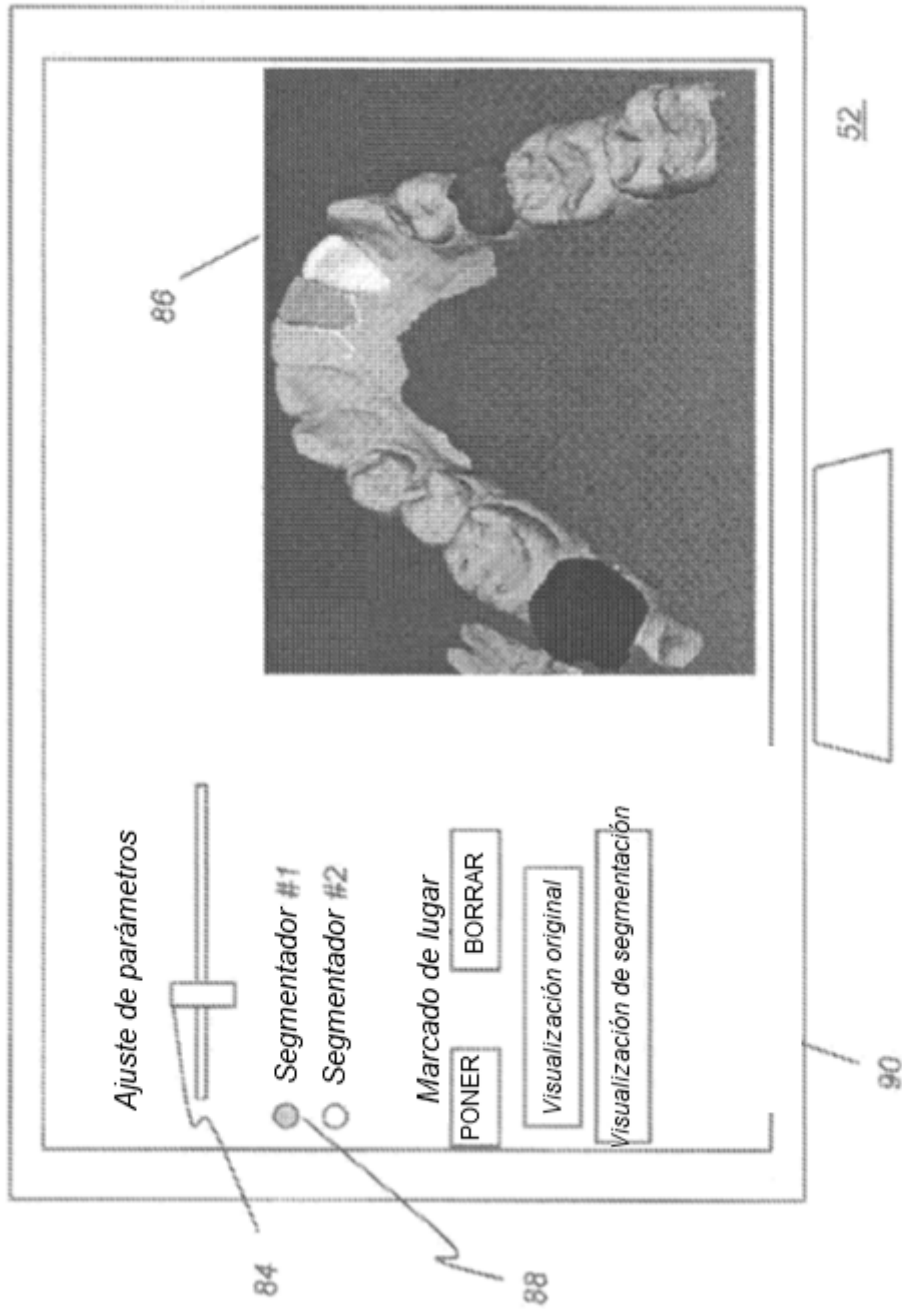 Ajuste de parámetros
84
Segmentador #1
Segmentador #2
88
Marcado de lugar
PONER
BORRAR
Visualización original
Visualización de segmentación
86
90
52